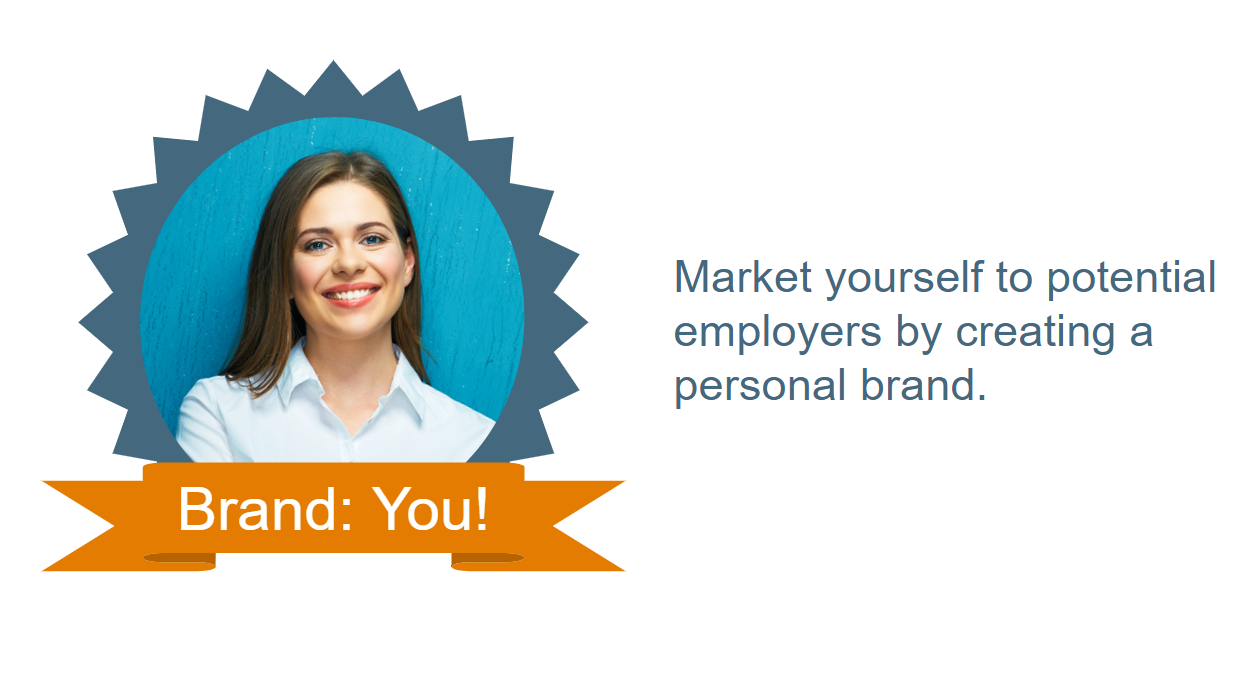 Market yourself to potential
employers by creating a
personal brand.
Brand: You!